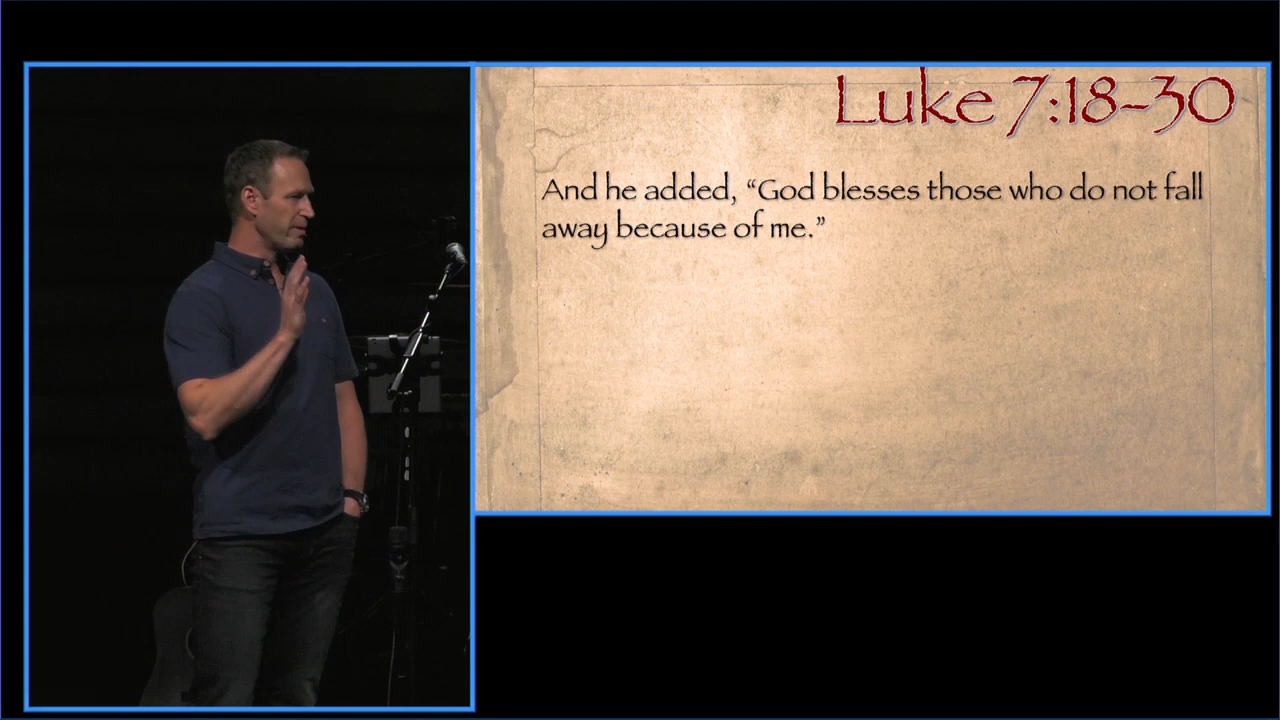 Luke 7:18-30
And he added, “God blesses those who do not fall
away because of me.”